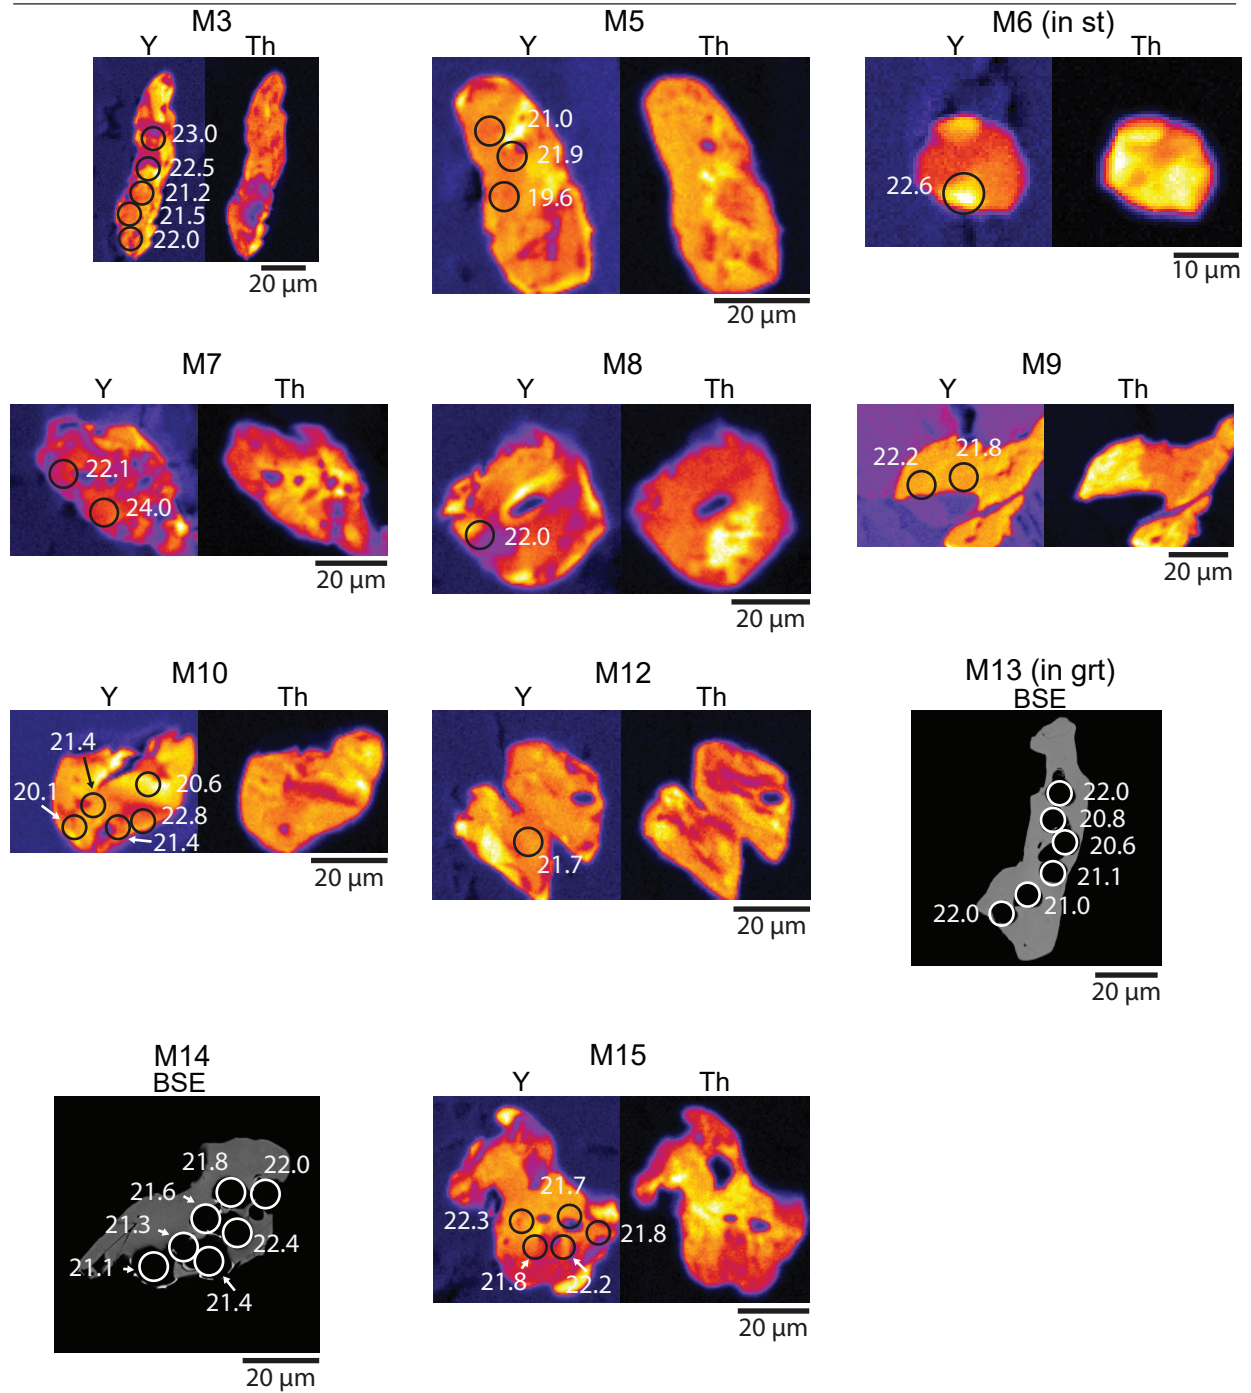 M3
Y Th
23.0
22.5
21.2
21.5
22.0
20 µm
M5
Y Th
21.0
21.9
19.6
20 µm
M6 (in st)
Y Th
22.6
10 µm
M7
Y Th
22.1
24.0
20 µm
M8
Y Th
22.0
20 µm
M9
Y Th
22.2 21.8
20 µm
M10
Y Th
21.4
20.1 20.6
22.8
21.4
20 µm
M12
Y Th
21.7
20 µm
M13 (in grt)
BSE
22.0
20.8
20.6
21.1
21.0
22.0
20 µm
M14
BSE
21.8 22.0
21.6
21.3
22.4
21.1
21.4
20 µm
M15
Y Th
21.7
22.3
21.8
21.8 22.2
20 µm